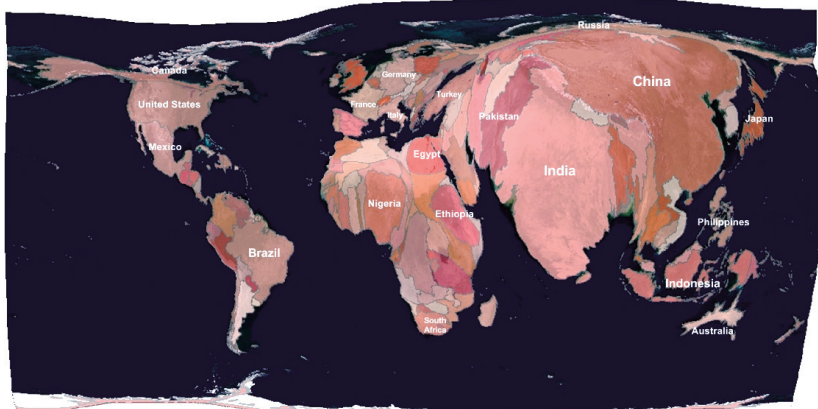 Russia
Canada
Germany
China
United States
Turkey
France
Italy
Pakistan
Japan
Mexico
Egypt
India
Nigeria
Ethiopia
Philippines
Brazil
Indonesia
South
Africa
Australia